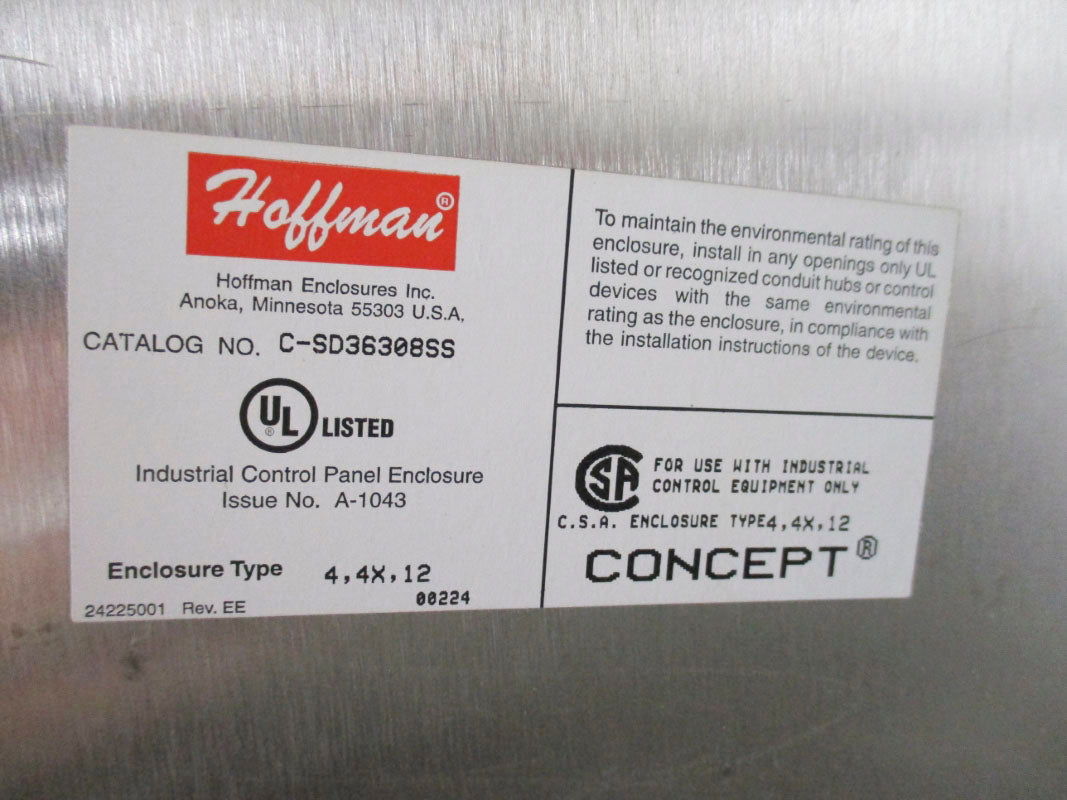 Hoffman®
Hoffman Enclosures Inc.
Anoka, Minnesota 55303 U.S.A.
CATALOG NO. C-SD36308SS
UL® LISTED
Industrial Control Panel Enclosure
Issue No. A-1043
Enclosure Type 4,4X,12
00224
24225001 Rev. EE
To maintain the environmental rating of this
enclosure, install in any openings only UL
listed or recognized conduit hubs or control
devices with the same environmental
rating as the enclosure, in compliance with
the installation instructions of the device.
CSA FOR USE WITH INDUSTRIAL
CONTROL EQUIPMENT ONLY
C.S.A. ENCLOSURE TYPE4,4X,12
CONCEPT®